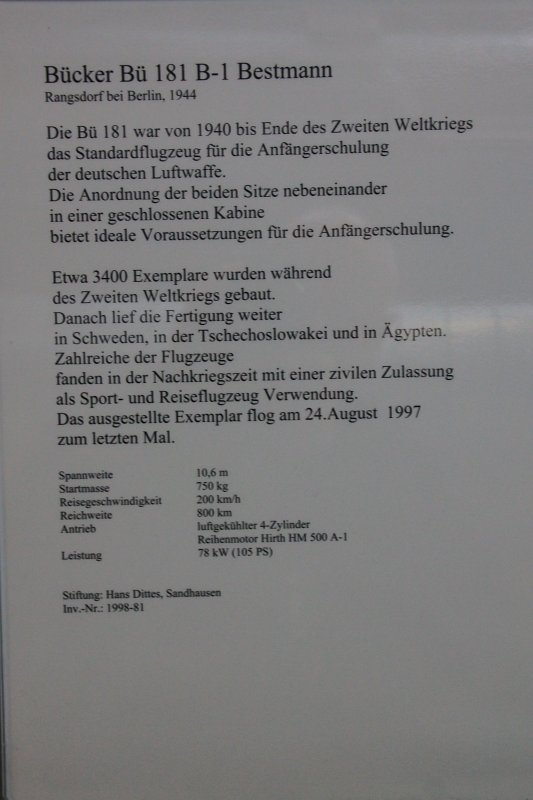 Bücker Bü 181 B-1 Bestmann
Rangsdorf bei Berlin, 1944
Die Bü 181 war von 1940 bis Ende des Zweiten Weltkriegs
das Standardflugzeug für die Anfängerschulung
der deutschen Luftwaffe.
Die Anordnung der beiden Sitze nebeneinander
in einer geschlossenen Kabine
bietet ideale Voraussetzungen für die Anfängerschulung.
Etwa 3400 Exemplare wurden während
des Zweiten Weltkriegs gebaut.
Danach lief die Fertigung weiter
in Schweden, in der Tschechoslowakei und in Ägypten.
Zahlreiche der Flugzeuge
fanden in der Nachkriegszeit mit einer zivilen Zulassung
als Sport- und Reiseflugzeug Verwendung.
Das ausgestellte Exemplar flog am 24.August 1997
zum letzten Mal.
Spannweite 10,6 m
Startmasse 750 kg
Reisegeschwindigkeit 200 km/h
Reichweite 800 km
Antrieb luftgekühlter 4-Zylinder
Reihenmotor Hirth HM 500 A-1
Leistung 78 kW (105 PS)
Stiftung: Hans Dittes, Sandhausen
Inv.-Nr.: 1998-81